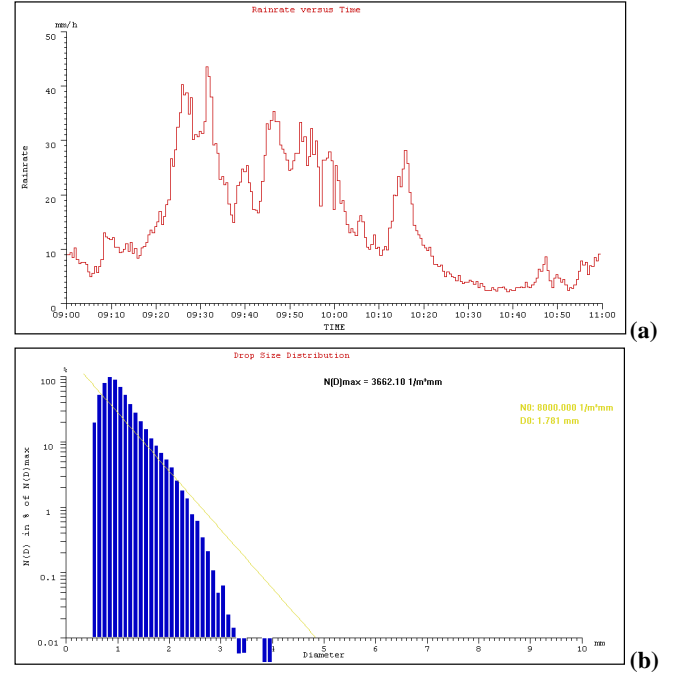 Rainrate versus Time
mm/h
50
40
30
20
10
0
Rainrate
09:00 09:10 09:20 09:30 09:40 09:50 10:00 10:10 10:20 10:30 10:40 10:50 11:00
TIME
(a)
Drop Size Distribution
%
N(D)max = 3662.10 1/m³mm
N0: 8000.000 1/m³mm
D0: 1.781 mm
100
10
1
0.1
0.01
N(D) in % of N(D)max
1 2 3 4 5 6 7 8 9 10 mm
Diameter
(b)